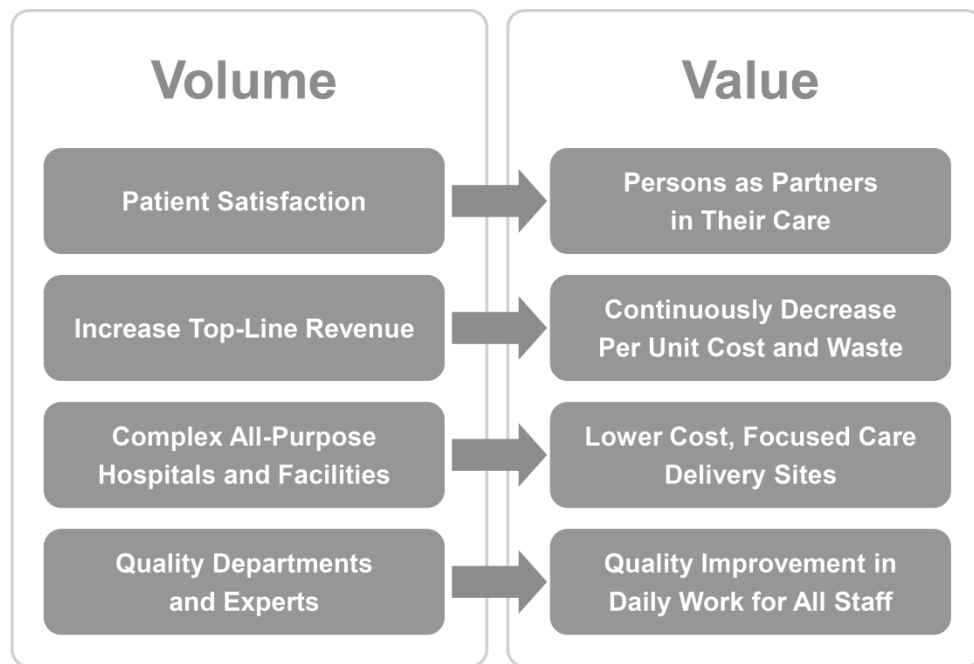 Volume
Value
Patient Satisfaction
Persons as Partners
in Their Care
Increase Top-Line Revenue
Continuously Decrease
Per Unit Cost and Waste
Complex All-Purpose
Hospitals and Facilities
Lower Cost, Focused Care
Delivery Sites
Quality Departments
and Experts
Quality Improvement in
Daily Work for All Staff